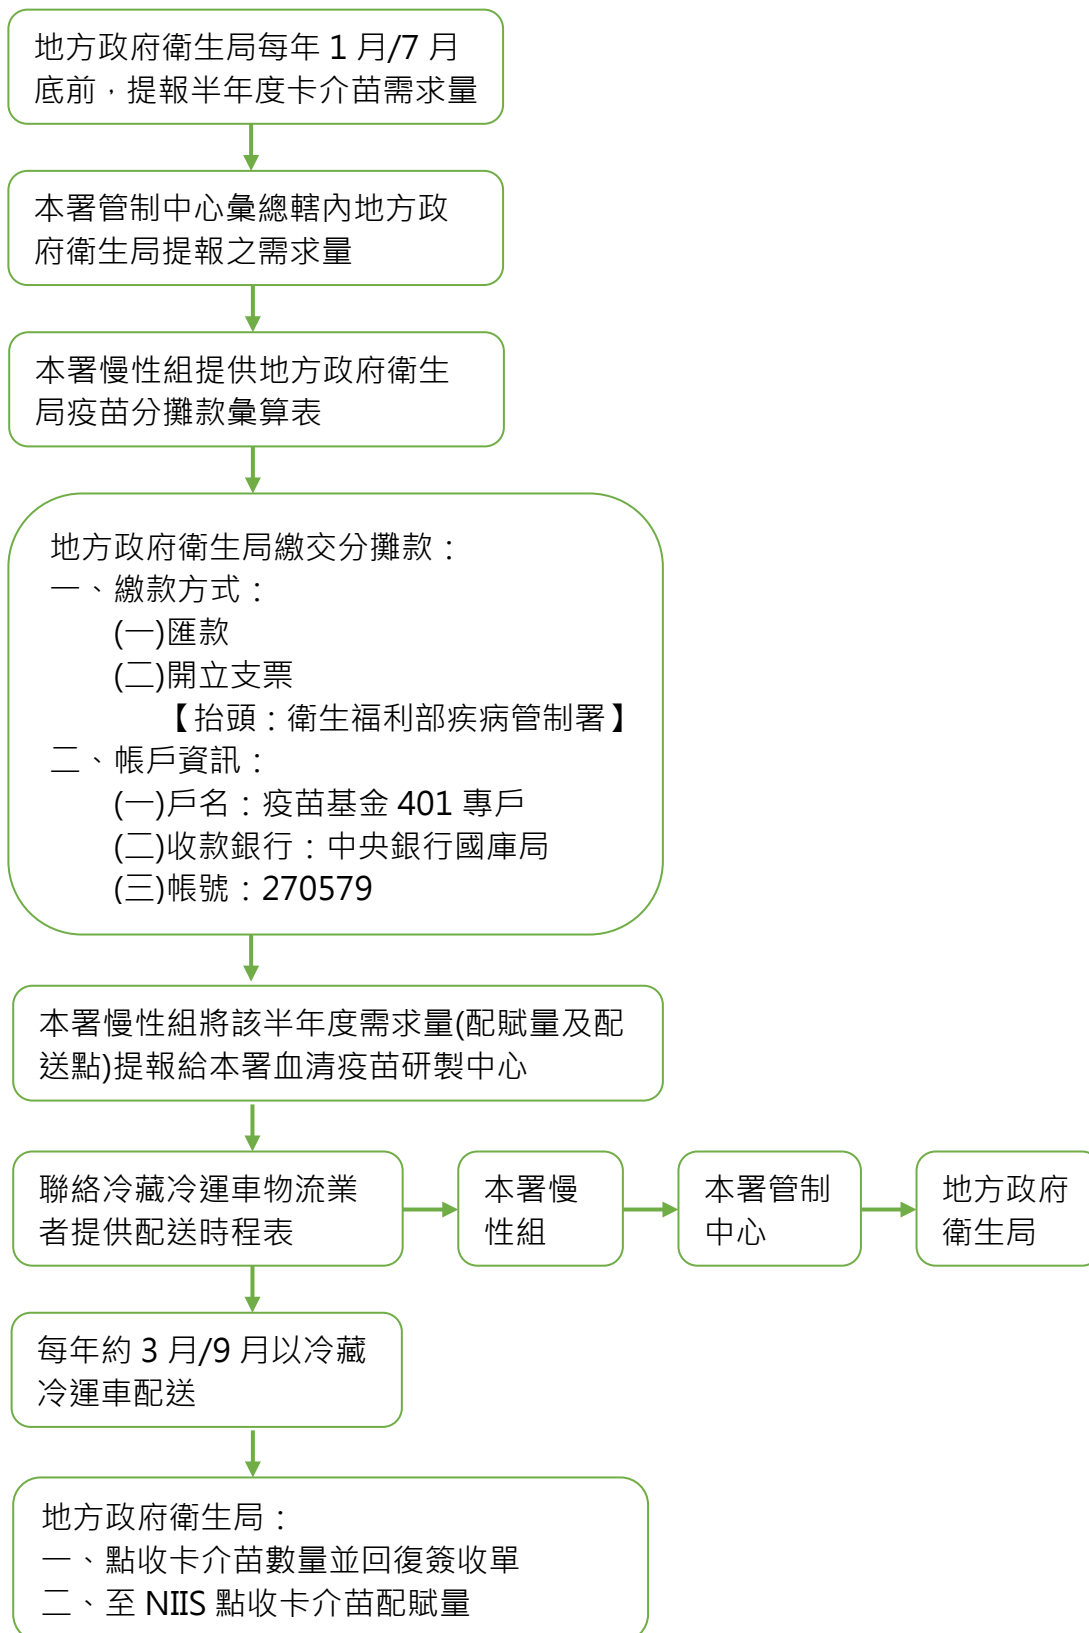 地方政府衛生局每年 1 月/7 月
底前，提報半年度卡介苗需求量
本署管制中心彙總轄內地方政
府衛生局提報之需求量
本署慢性組提供地方政府衛生
局疫苗分攤款彙算表
地方政府衛生局繳交分攤款：
一、繳款方式：
(一)匯款
(二)開立支票
【抬頭：衛生福利部疾病管制署】
二、帳戶資訊：
(一)戶名：疫苗基金 401 專戶
(二)收款銀行：中央銀行國庫局
(三)帳號：270579
本署慢性組將該半年度需求量(配賦量及配
送點)提報給本署血清疫苗研製中心
聯絡冷藏冷運車物流業
者提供配送時程表
本署慢
性組
本署管制
中心
地方政府
衛生局
每年約 3 月/9 月以冷藏
冷運車配送
地方政府衛生局：
一、點收卡介苗數量並回復簽收單
二、至 NIIS 點收卡介苗配賦量